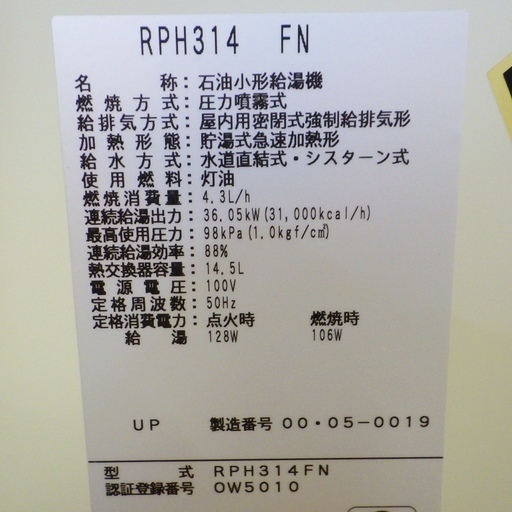 RPH314 FN
名称：石油小形給湯機
燃焼方式：圧力噴霧式
給排気方式：屋内用密閉式強制給排気形
加熱形態：貯湯式急速加熱形
給水方式：水道直結式・シスターン式
使用燃料：灯油
燃焼消費量：4.3L/h
連続給湯出力：36.05kW(31,000kcal/h)
最高使用圧力：98kPa(1.0kgf/c㎡)
連続給湯効率：88%
熱交換器容量：14.5L
電源電圧：100V
定格周波数：50Hz
定格消費電力：点火時 燃焼時
給湯 128W 106W
UP 製造番号 00・05－0019
型式 RPH314FN
認証登録番号 OW5010